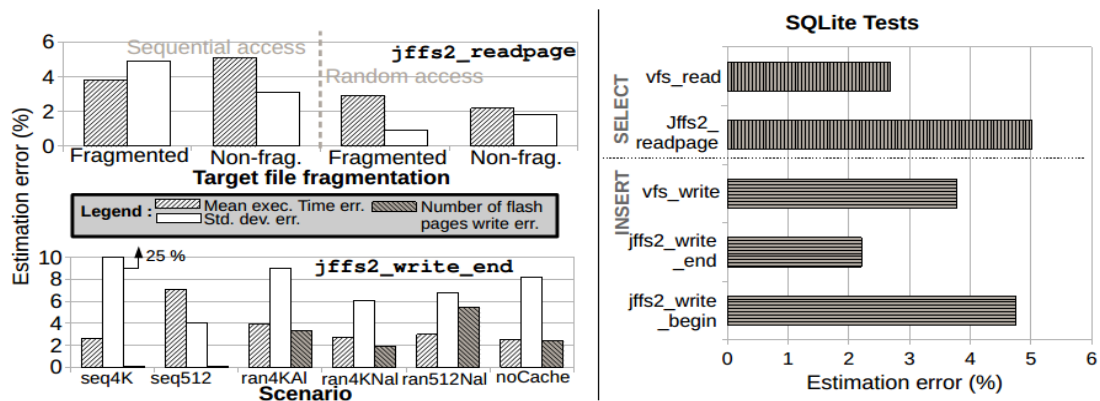 6
4
2
0
Sequential access
jffs2_readpage
Random access
Fragmented
Non-frag.
Fragmented
Non-frag.
Target file fragmentation
Estimation error (%)
Legend :
Mean exec. Time err.
Std. dev. err.
Number of flash
pages write err.
10
8
6
4
2
0
25 %
jffs2_write_end
seq4K
seq512
ran4KAl
ran4KNal
ran512Nal
noCache
Scenario
SQLite Tests
SELECT
vfs_read
Jffs2_
readpage
INSERT
vfs_write
jffs2_write
_end
jffs2_write
_begin
0
1
2
3
4
5
6
Estimation error (%)